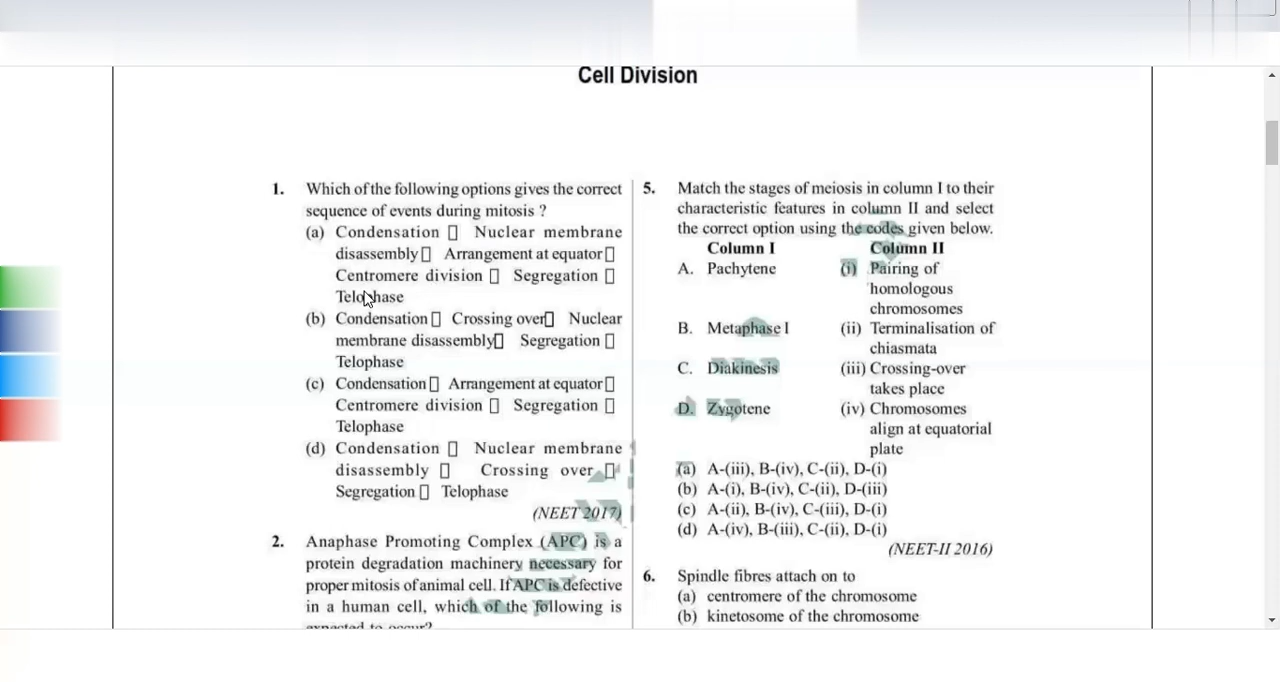 Cell Division
1. Which of the following options gives the correct
sequence of events during mitosis ?
(a) Condensation ▯ Nuclear membrane
disassembly▯ Arrangement at equator▯
Centromere division ▯ Segregation ▯
Telophase
(b) Condensation▯ Crossing over▯ Nuclear
membrane disassembly▯ Segregation ▯
Telophase
(c) Condensation▯ Arrangement at equator▯
Centromere division ▯ Segregation ▯
Telophase
(d) Condensation ▯ Nuclear membrane
disassembly ▯ Crossing over ▯
Segregation ▯ Telophase
(NEET 2017)
2. Anaphase Promoting Complex (APC) is a
protein degradation machinery necessary for
proper mitosis of animal cell. If APC is defective
in a human cell, which of the following is
expected to occur?
5. Match the stages of meiosis in column I to their
characteristic features in column II and select
the correct option using the codes given below.
Column I Column II
A. Pachytene (i) Pairing of
homologous
chromosomes
B. Metaphase I (ii) Terminalisation of
chiasmata
C. Diakinesis (iii) Crossing-over
takes place
D. Zygotene (iv) Chromosomes
align at equatorial
plate
(a) A-(iii), B-(iv), C-(ii), D-(i)
(b) A-(i), B-(iv), C-(ii), D-(iii)
(c) A-(ii), B-(iv), C-(iii), D-(i)
(d) A-(iv), B-(iii), C-(ii), D-(i)
(NEET-II 2016)
6. Spindle fibres attach on to
(a) centromere of the chromosome
(b) kinetosome of the chromosome